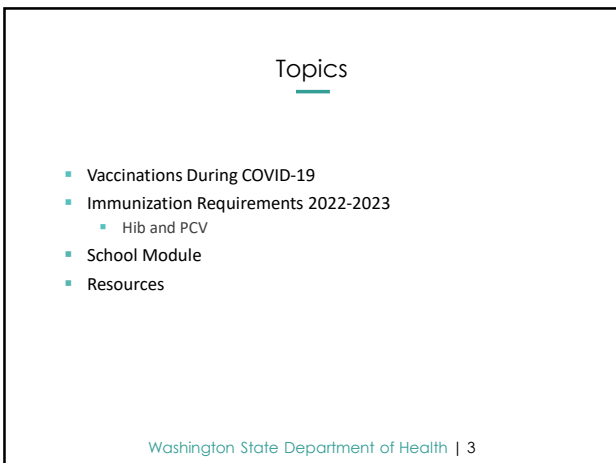 Topics
▪ Vaccinations During COVID-19
▪ Immunization Requirements 2022-2023
▪ Hib and PCV
▪ School Module
▪ Resources
Washington State Department of Health | 3